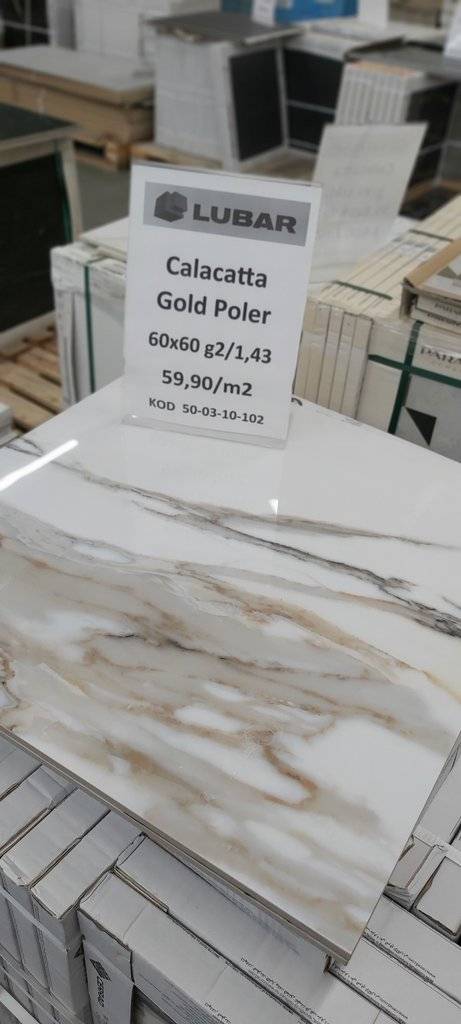 LUBAR
Calacatta
Gold Poler
60x60 g2/1,43
59,90/m2
KOD 50-03-10-102